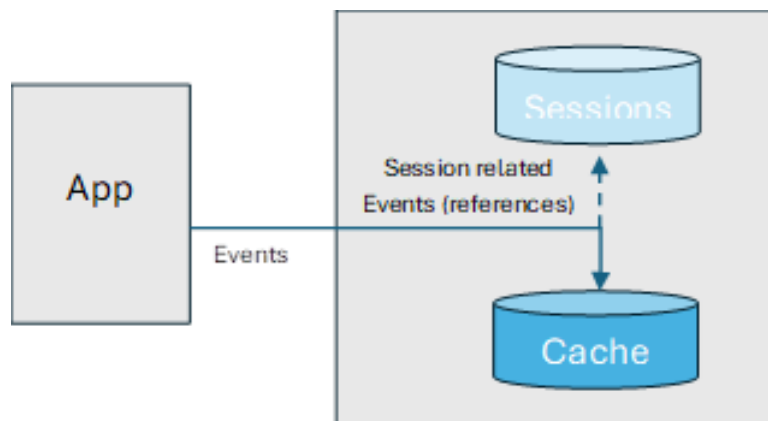 Sessions
Session related
Events (references)
App
Events
Cache